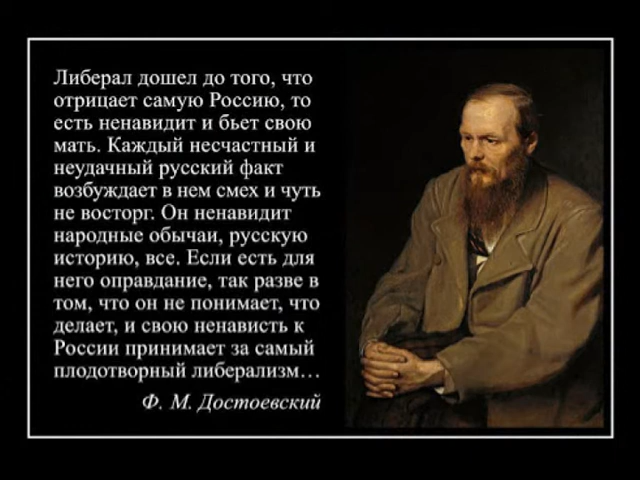 Либерал дошел до того, что
отрицает самую Россию, то
есть ненавидит и бьет свою
мать. Каждый несчастный и
неудачный русский факт
возбуждает в нем смех и чуть
не восторг. Он ненавидит
народные обычаи, русскую
историю, все. Если есть для
него оправдание, так разве в
том, что он не понимает, что
делает, и свою ненависть к
России принимает за самый
плодотворный либерализм...
Ф. М. Достоевский